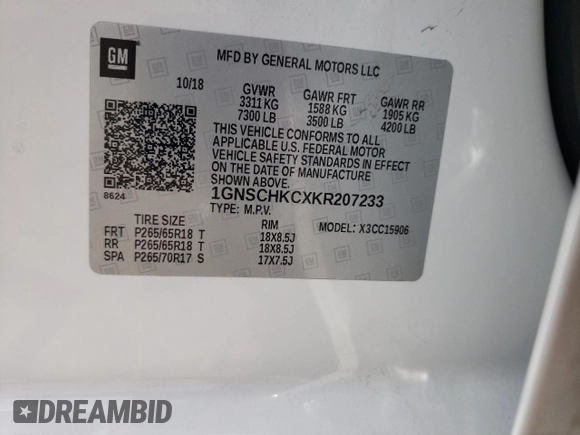 GM
MFD BY GENERAL MOTORS LLC
10/18
GVWR GAWR FRT GAWR RR
3311 KG 1588 KG 1905 KG
7300 LB 3500 LB 4200 LB
THIS VEHICLE CONFORMS TO ALL
APPLICABLE U.S. FEDERAL MOTOR
VEHICLE SAFETY STANDARDS IN EFFECT
ON THE DATE OF MANUFACTURE
SHOWN ABOVE.
8624
1GNSCHKCXKR207233
TYPE: M.P.V. MODEL: X3CC15906
TIRE SIZE RIM
FRT P265/65R18 T 18X8.5J
RR P265/65R18 T 18X8.5J
SPA P265/70R17 S 17X7.5J
DREAMBID